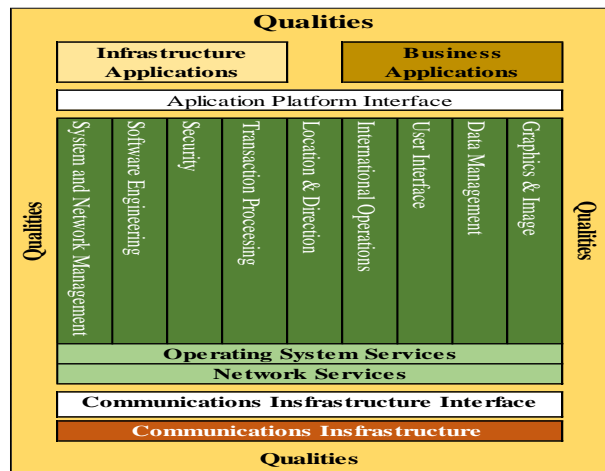 Qualities
Infrastructure
Applications
Business
Applications
Aplication Platform Interface
Qualities
System and Network Management
Software Engineering
Security
Transaction Proceesing
Location & Direction
International Operations
User Interface
Data Management
Graphics & Image
Qualities
Operating System Services
Network Services
Communications Insfrastructure Interface
Communications Insfrastructure
Qualities